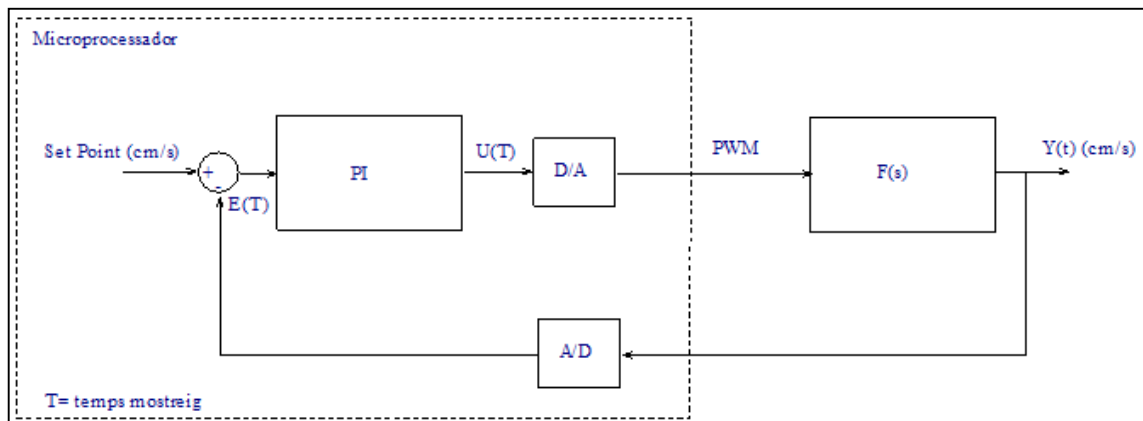 Microprocessador
Set Point (cm/s)
+
-
E(T)
PI
U(T)
D/A
PWM
F(s)
Y(t) (cm/s)
A/D
T= temps mostreig